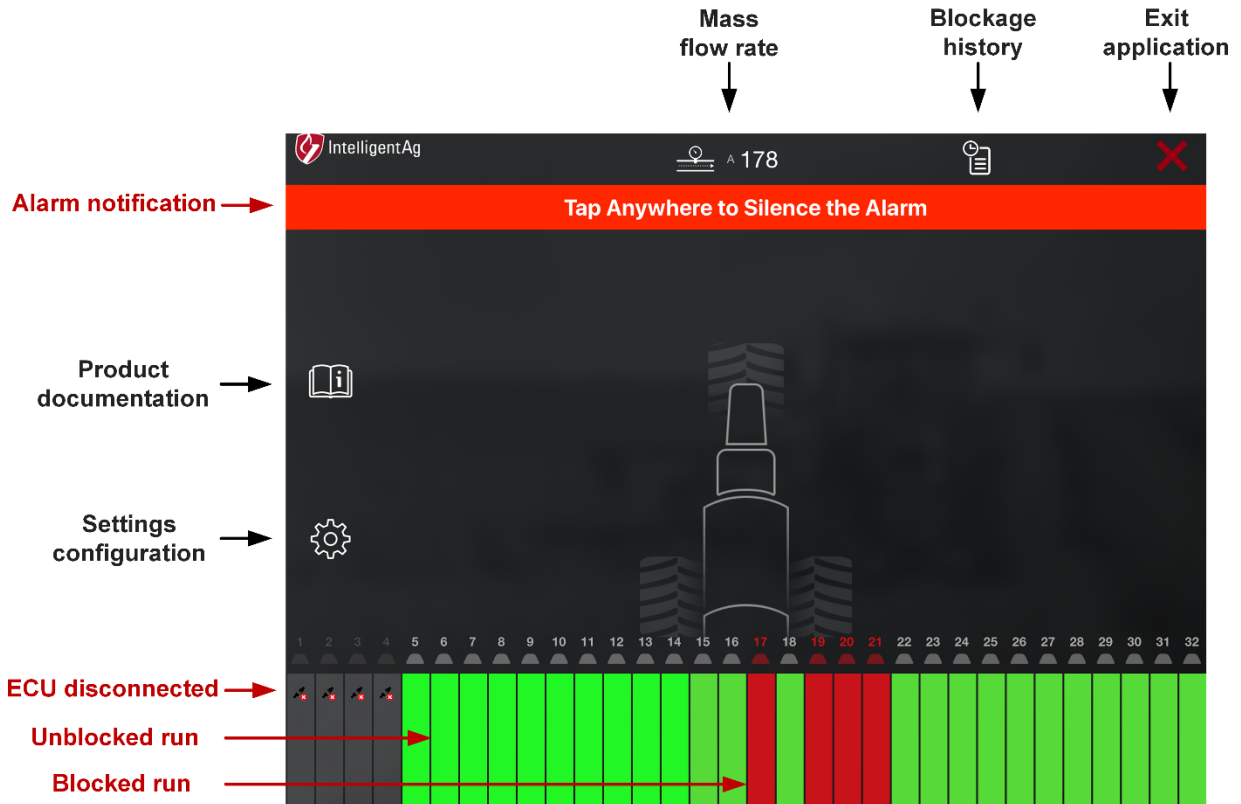 Mass
flow rate
Blockage
history
Exit
application
IntelligentAg
A 178
Alarm notification
Tap Anywhere to Silence the Alarm
Product
documentation
Settings
configuration
1 2 3 4 5 6 7 8 9 10 11 12 13 14 15 16 17 18 19 20 21 22 23 24 25 26 27 28 29 30 31 32
ECU disconnected
Unblocked run
Blocked run